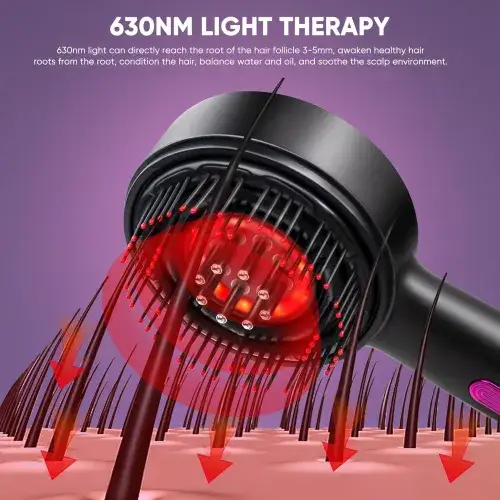 630NM LIGHT THERAPY
630nm light can directly reach the root of the hair follicle 3-5mm, awaken healthy hair
roots from the root, condition the hair, balance water and oil, and soothe the scalp environment.